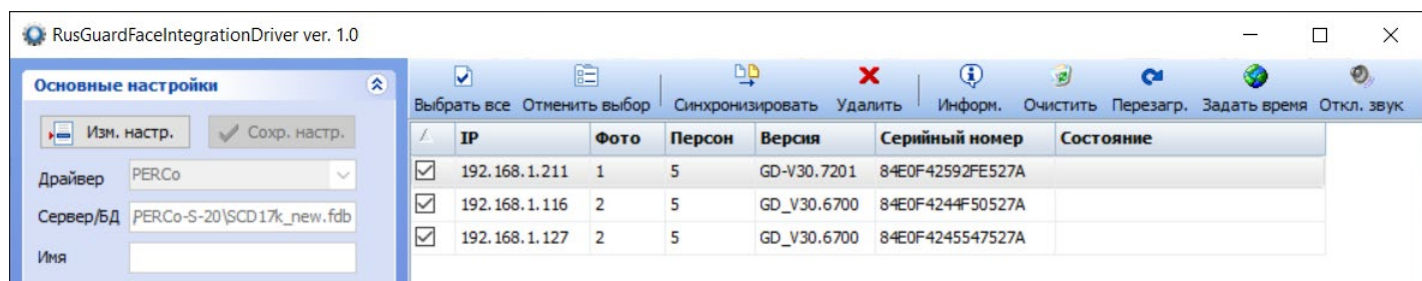 RusGuardFaceIntegrationDriver ver. 1.0
Основные настройки
Изм. настр. Сохр. настр.
Драйвер PERCo
Сервер/БД PERCo-S-20\SCD17k_new.fdb
Имя
Выбрать все Отменить выбор Синхронизировать Удалить Информ. Очистить Перезагр. Задать время Откл. звук
IP Фото Персон Версия Серийный номер Состояние
192.168.1.211 1 5 GD-V30.7201 84E0F42592FE527A
192.168.1.116 2 5 GD_V30.6700 84E0F4244F50527A
192.168.1.127 2 5 GD_V30.6700 84E0F4245547527A